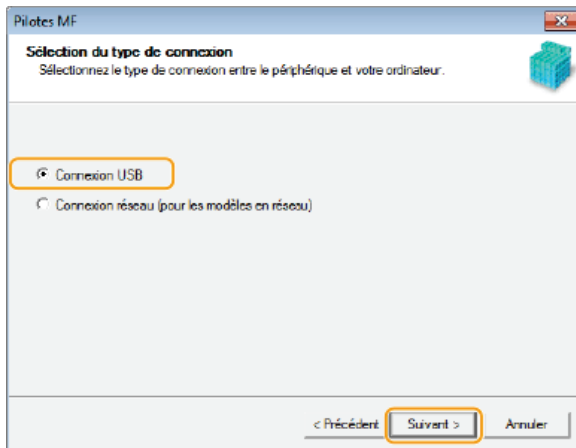 Pilotes MF
Sélection du type de connexion
Sélectionnez le type de connexion entre le périphérique et votre ordinateur.
Connexion USB
Connexion réseau (pour les modèles en réseau)
< Précédent Suivant > Annuler